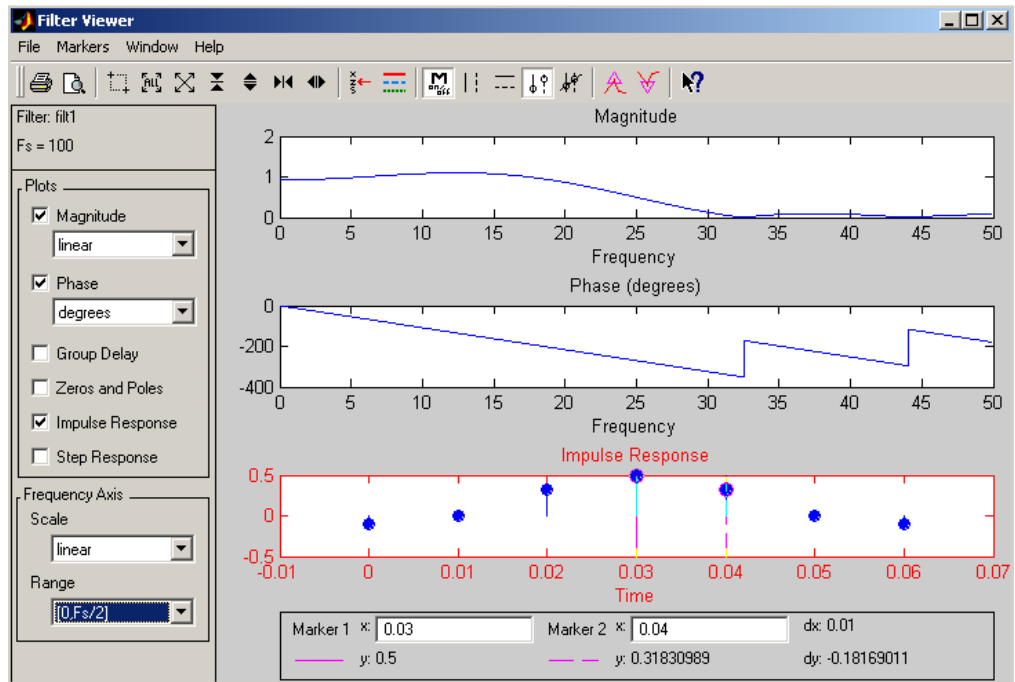 Filter Viewer
File Markers Window Help
Filter: filt1
Fs = 100
Plots
Magnitude
linear
Phase
degrees
Group Delay
Zeros and Poles
Impulse Response
Step Response
Frequency Axis
Scale
linear
Range
[0,Fs/2]
Magnitude
2
1
0
0 5 10 15 20 25 30 35 40 45 50
Frequency
Phase (degrees)
0
-200
-400
0 5 10 15 20 25 30 35 40 45 50
Frequency
Impulse Response
0.5
0
-0.5
-0.01 0 0.01 0.02 0.03 0.04 0.05 0.06 0.07
Time
Marker 1 x: 0.03 Marker 2 x: 0.04 dx: 0.01
y: 0.5 y: 0.31830989 dy: -0.18169011